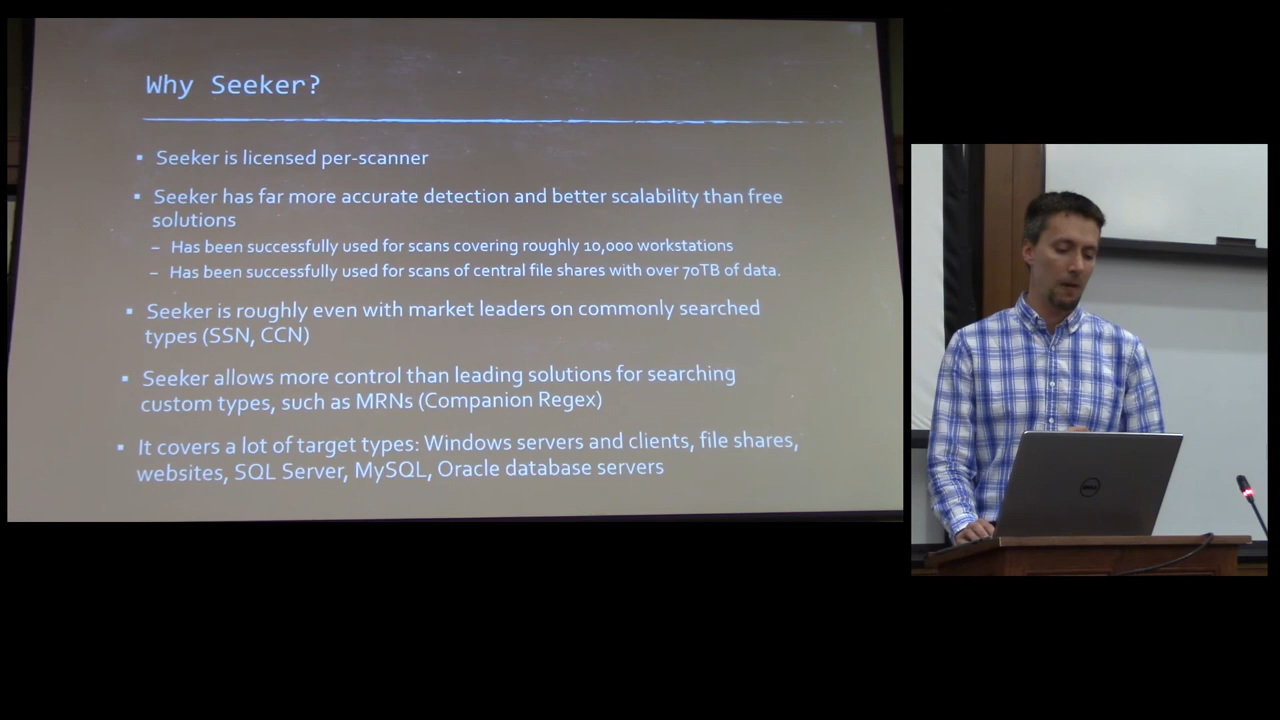 Why Seeker?
▪ Seeker is licensed per-scanner
▪ Seeker has far more accurate detection and better scalability than free
solutions
– Has been successfully used for scans covering roughly 10,000 workstations
– Has been successfully used for scans of central file shares with over 70TB of data.
▪ Seeker is roughly even with market leaders on commonly searched
types (SSN, CCN)
▪ Seeker allows more control than leading solutions for searching
custom types, such as MRNs (Companion Regex)
▪ It covers a lot of target types: Windows servers and clients, file shares,
websites, SQL Server, MySQL, Oracle database servers
DELL